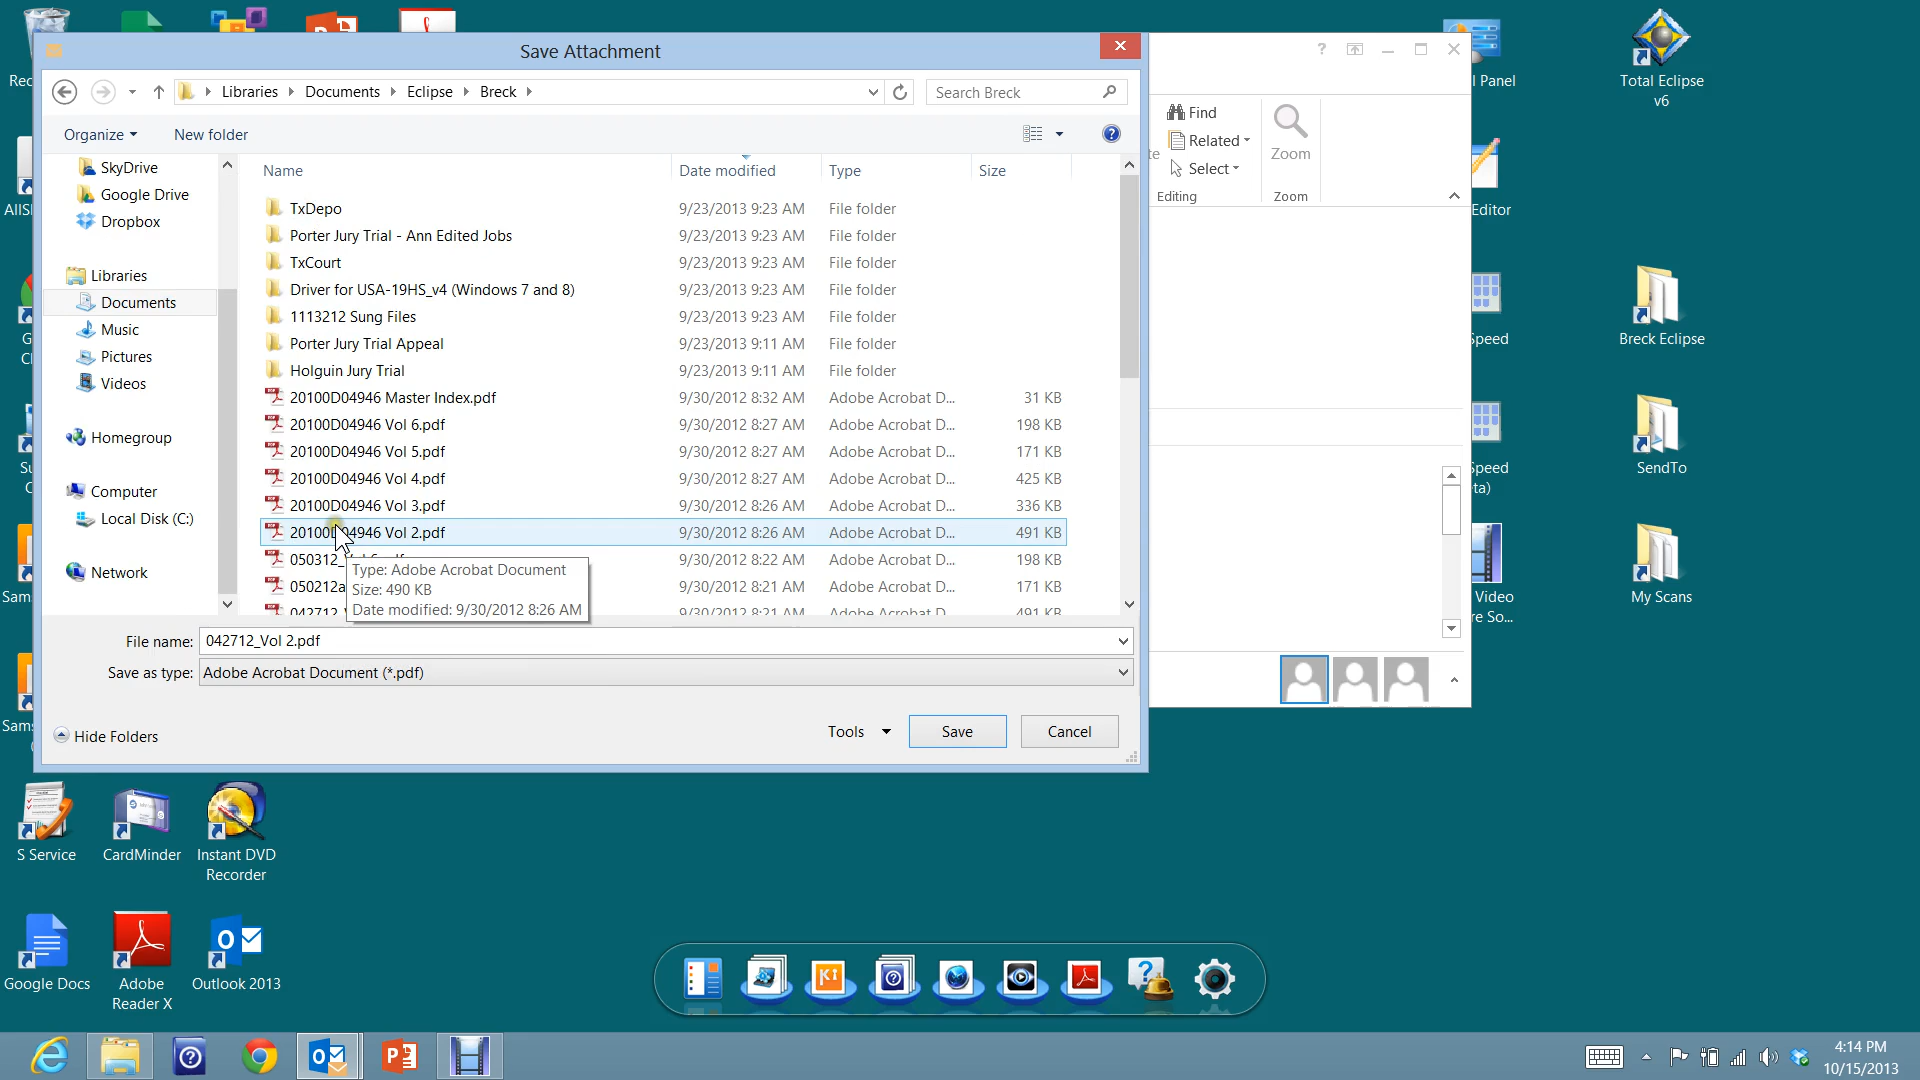 Save Attachment
Libraries
Documents
Eclipse
Breck
Search Breck
Organize
New folder
SkyDrive
Google Drive
Dropbox
Libraries
Documents
Music
Pictures
Videos
Homegroup
Computer
Local Disk (C:)
Network
Name Date modified Type Size
TxDepo 9/23/2013 9:23 AM File folder
Porter Jury Trial - Ann Edited Jobs 9/23/2013 9:23 AM File folder
TxCourt 9/23/2013 9:23 AM File folder
Driver for USA-19HS_v4 (Windows 7 and 8) 9/23/2013 9:23 AM File folder
1113212 Sung Files 9/23/2013 9:23 AM File folder
Porter Jury Trial Appeal 9/23/2013 9:11 AM File folder
Holguin Jury Trial 9/23/2013 9:11 AM File folder
20100D04946 Master Index.pdf 9/30/2012 8:32 AM Adobe Acrobat D... 31 KB
20100D04946 Vol 6.pdf 9/30/2012 8:27 AM Adobe Acrobat D... 198 KB
20100D04946 Vol 5.pdf 9/30/2012 8:27 AM Adobe Acrobat D... 171 KB
20100D04946 Vol 4.pdf 9/30/2012 8:27 AM Adobe Acrobat D... 425 KB
20100D04946 Vol 3.pdf 9/30/2012 8:26 AM Adobe Acrobat D... 336 KB
20100D04946 Vol 2.pdf 9/30/2012 8:26 AM Adobe Acrobat D... 491 KB
050312_ 9/30/2012 8:22 AM Adobe Acrobat D... 198 KB
050212a 9/30/2012 8:21 AM Adobe Acrobat D... 171 KB
042712_ 9/30/2012 8:21 AM Adobe Acrobat D... 491 KB
Type: Adobe Acrobat Document
Size: 490 KB
Date modified: 9/30/2012 8:26 AM
File name: 042712_Vol 2.pdf
Save as type: Adobe Acrobat Document (*.pdf)
Hide Folders
Tools
Save
Cancel
Find
Related
Select
Editing
Zoom
Zoom
l Panel
Editor
Speed
Speed
ta)
Video
re So...
Total Eclipse
v6
Breck Eclipse
SendTo
My Scans
Rec
AllSh
G
Cl
Su
C
Sams
Sams
S Service
CardMinder
Instant DVD
Recorder
Google Docs
Adobe
Reader X
Outlook 2013
4:14 PM
10/15/2013